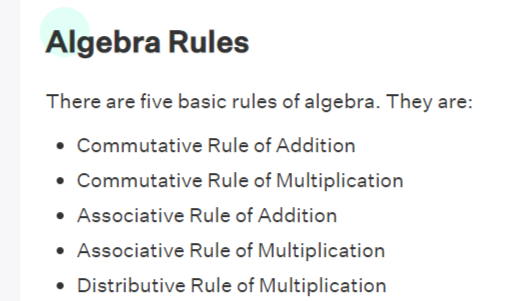 Algebra Rules
There are five basic rules of algebra. They are:
• Commutative Rule of Addition
• Commutative Rule of Multiplication
• Associative Rule of Addition
• Associative Rule of Multiplication
• Distributive Rule of Multiplication